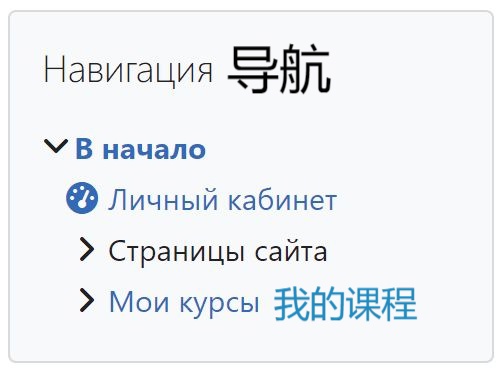 Навигация 导航
В начало
Личный кабинет
Страницы сайта
Мои курсы 我的课程